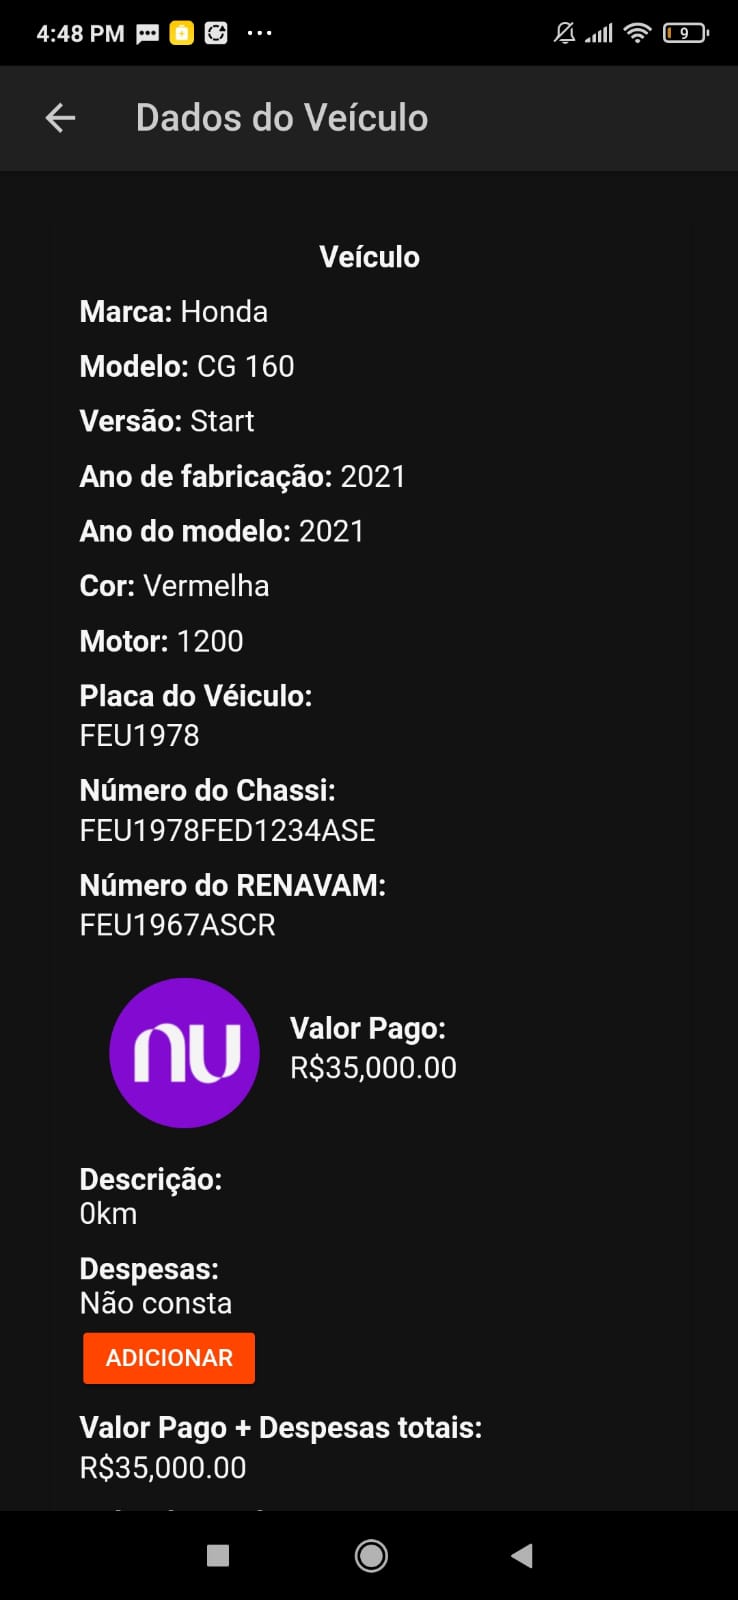 4:48 PM
9
Dados do Veículo
Veículo
Marca: Honda
Modelo: CG 160
Versão: Start
Ano de fabricação: 2021
Ano do modelo: 2021
Cor: Vermelha
Motor: 1200
Placa do Véiculo:
FEU1978
Número do Chassi:
FEU1978FED1234ASE
Número do RENAVAM:
FEU1967ASCR
nu
Valor Pago:
R$35,000.00
Descrição:
0km
Despesas:
Não consta
ADICIONAR
Valor Pago + Despesas totais:
R$35,000.00